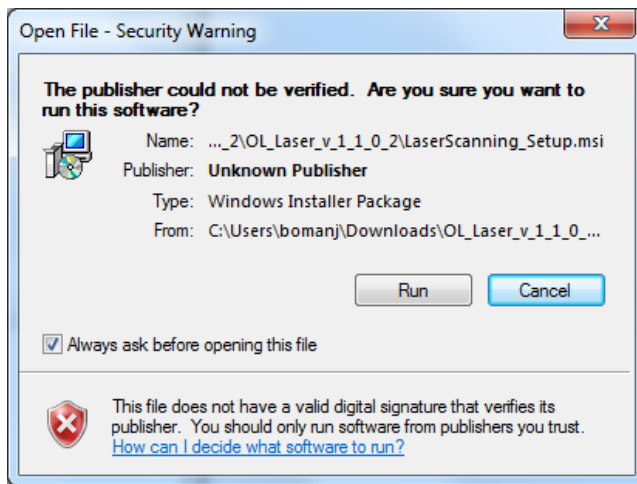 Open File - Security Warning
The publisher could not be verified. Are you sure you want to
run this software?
Name: ..._2\OL_Laser_v_1_1_0_2\LaserScanning_Setup.msi
Publisher: Unknown Publisher
Type: Windows Installer Package
From: C:\Users\bomanj\Downloads\OL_Laser_v_1_1_0_...
Run Cancel
Always ask before opening this file
This file does not have a valid digital signature that verifies its
publisher. You should only run software from publishers you trust.
How can I decide what software to run?